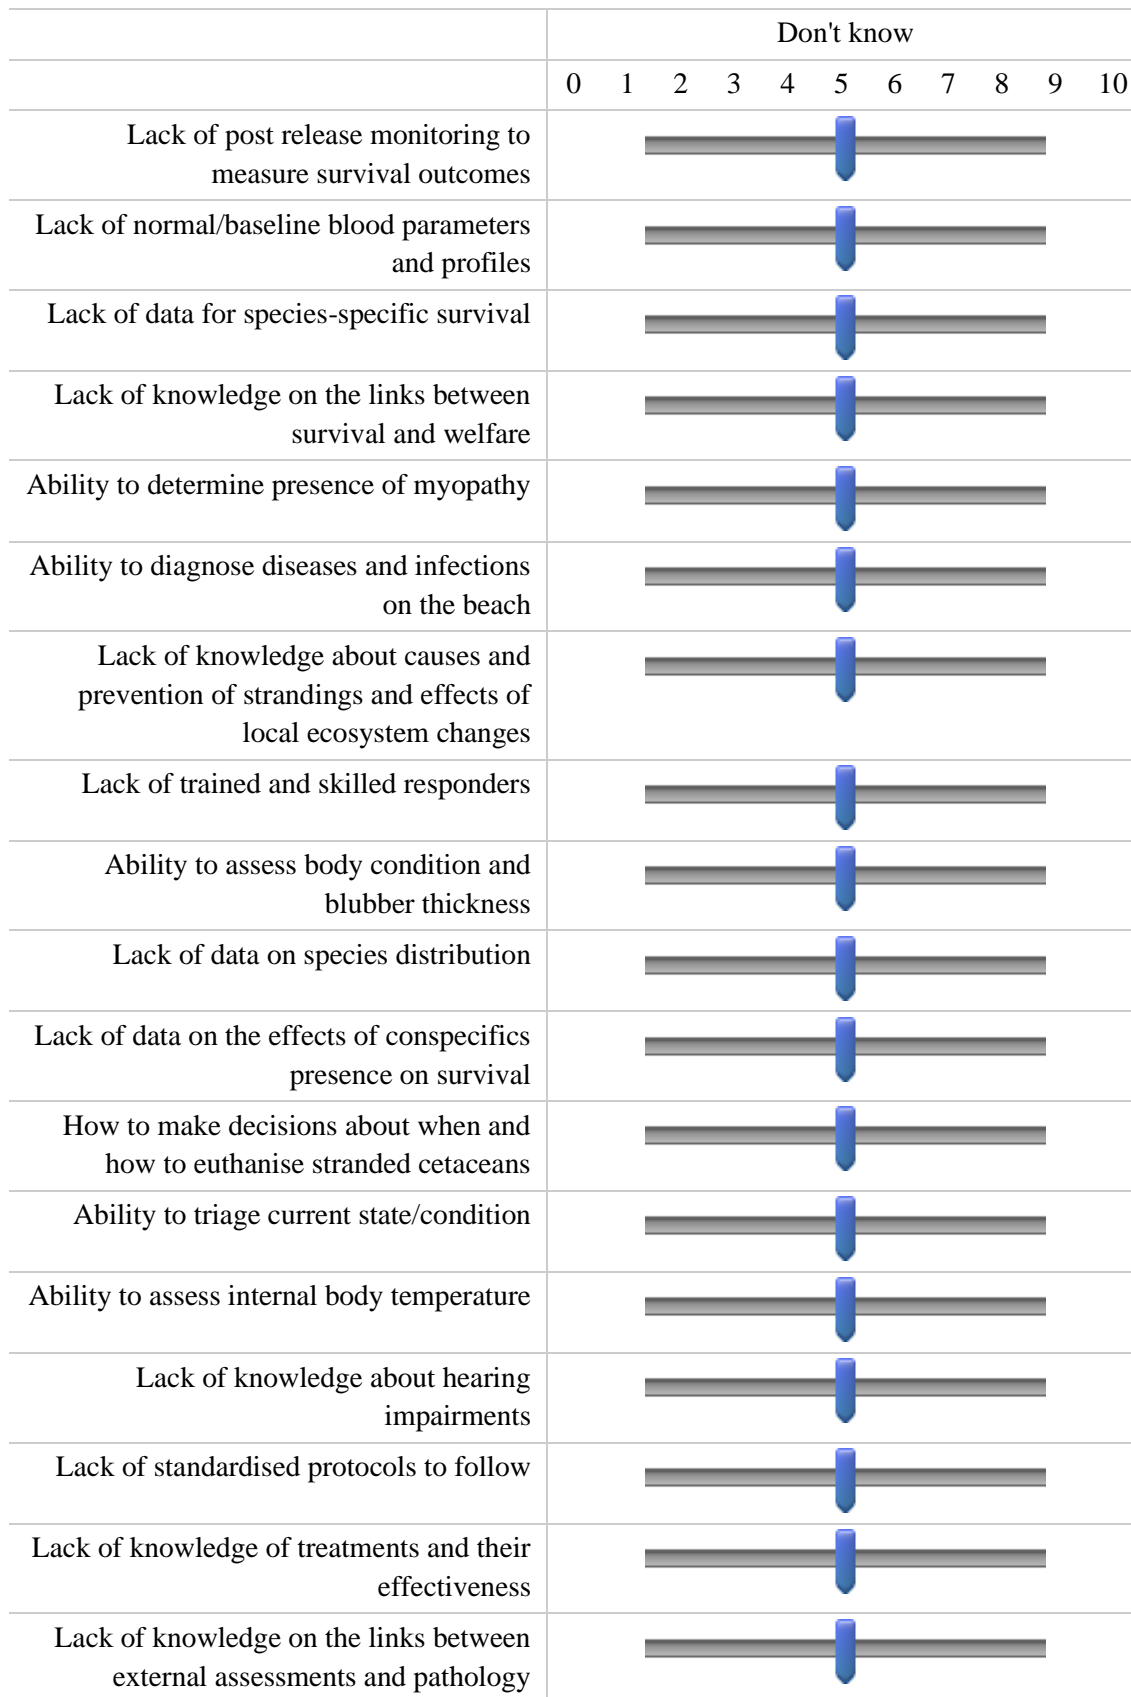 Don't know
0 1 2 3 4 5 6 7 8 9 10
Lack of post release monitoring to
measure survival outcomes
Lack of normal/baseline blood parameters
and profiles
Lack of data for species-specific survival
Lack of knowledge on the links between
survival and welfare
Ability to determine presence of myopathy
Ability to diagnose diseases and infections
on the beach
Lack of knowledge about causes and
prevention of strandings and effects of
local ecosystem changes
Lack of trained and skilled responders
Ability to assess body condition and
blubber thickness
Lack of data on species distribution
Lack of data on the effects of conspecifics
presence on survival
How to make decisions about when and
how to euthanise stranded cetaceans
Ability to triage current state/condition
Ability to assess internal body temperature
Lack of knowledge about hearing
impairments
Lack of standardised protocols to follow
Lack of knowledge of treatments and their
effectiveness
Lack of knowledge on the links between
external assessments and pathology